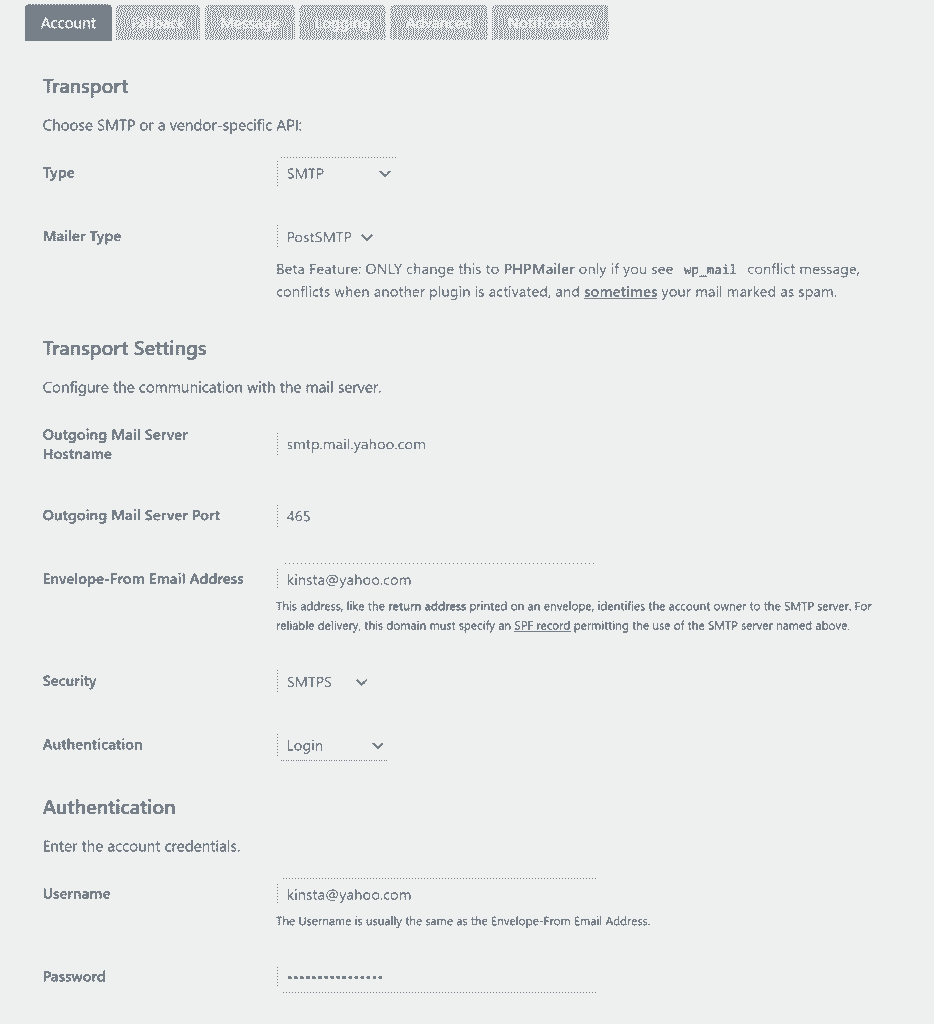 Account Fallback Message Logging Advanced Notifications
Transport
Choose SMTP or a vendor-specific API:
Type SMTP
Mailer Type PostSMTP
Beta Feature: ONLY change this to PHPMailer only if you see wp_mail conflict message,
conflicts when another plugin is activated, and sometimes your mail marked as spam.
Transport Settings
Configure the communication with the mail server.
Outgoing Mail Server
Hostname
smtp.mail.yahoo.com
Outgoing Mail Server Port 465
Envelope-From Email Address kinsta@yahoo.com
This address, like the return address printed on an envelope, identifies the account owner to the SMTP server. For
reliable delivery, this domain must specify an SPF record permitting the use of the SMTP server named above.
Security SMTPS
Authentication Login
Authentication
Enter the account credentials.
Username kinsta@yahoo.com
The Username is usually the same as the Envelope-From Email Address.
Password ••••••••••••••••